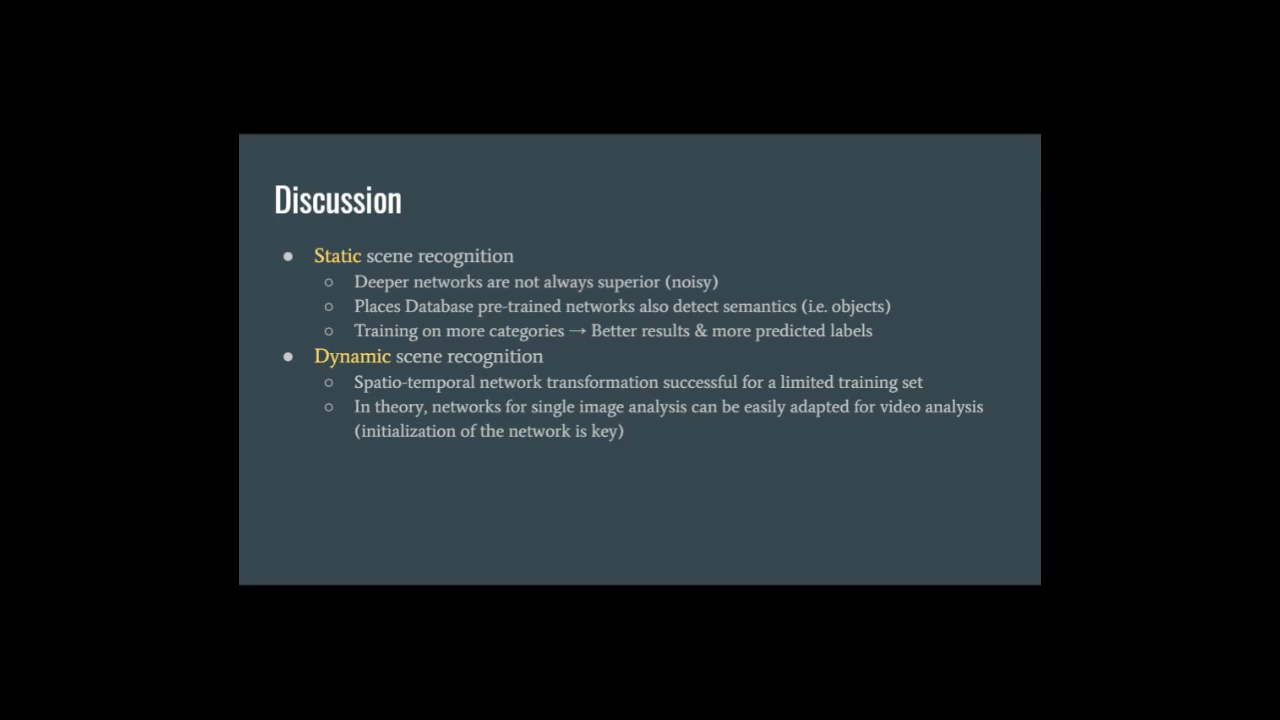 Discussion
● Static scene recognition
○ Deeper networks are not always superior (noisy)
○ Places Database pre-trained networks also detect semantics (i.e. objects)
○ Training on more categories → Better results & more predicted labels
● Dynamic scene recognition
○ Spatio-temporal network transformation successful for a limited training set
○ In theory, networks for single image analysis can be easily adapted for video analysis
(initialization of the network is key)